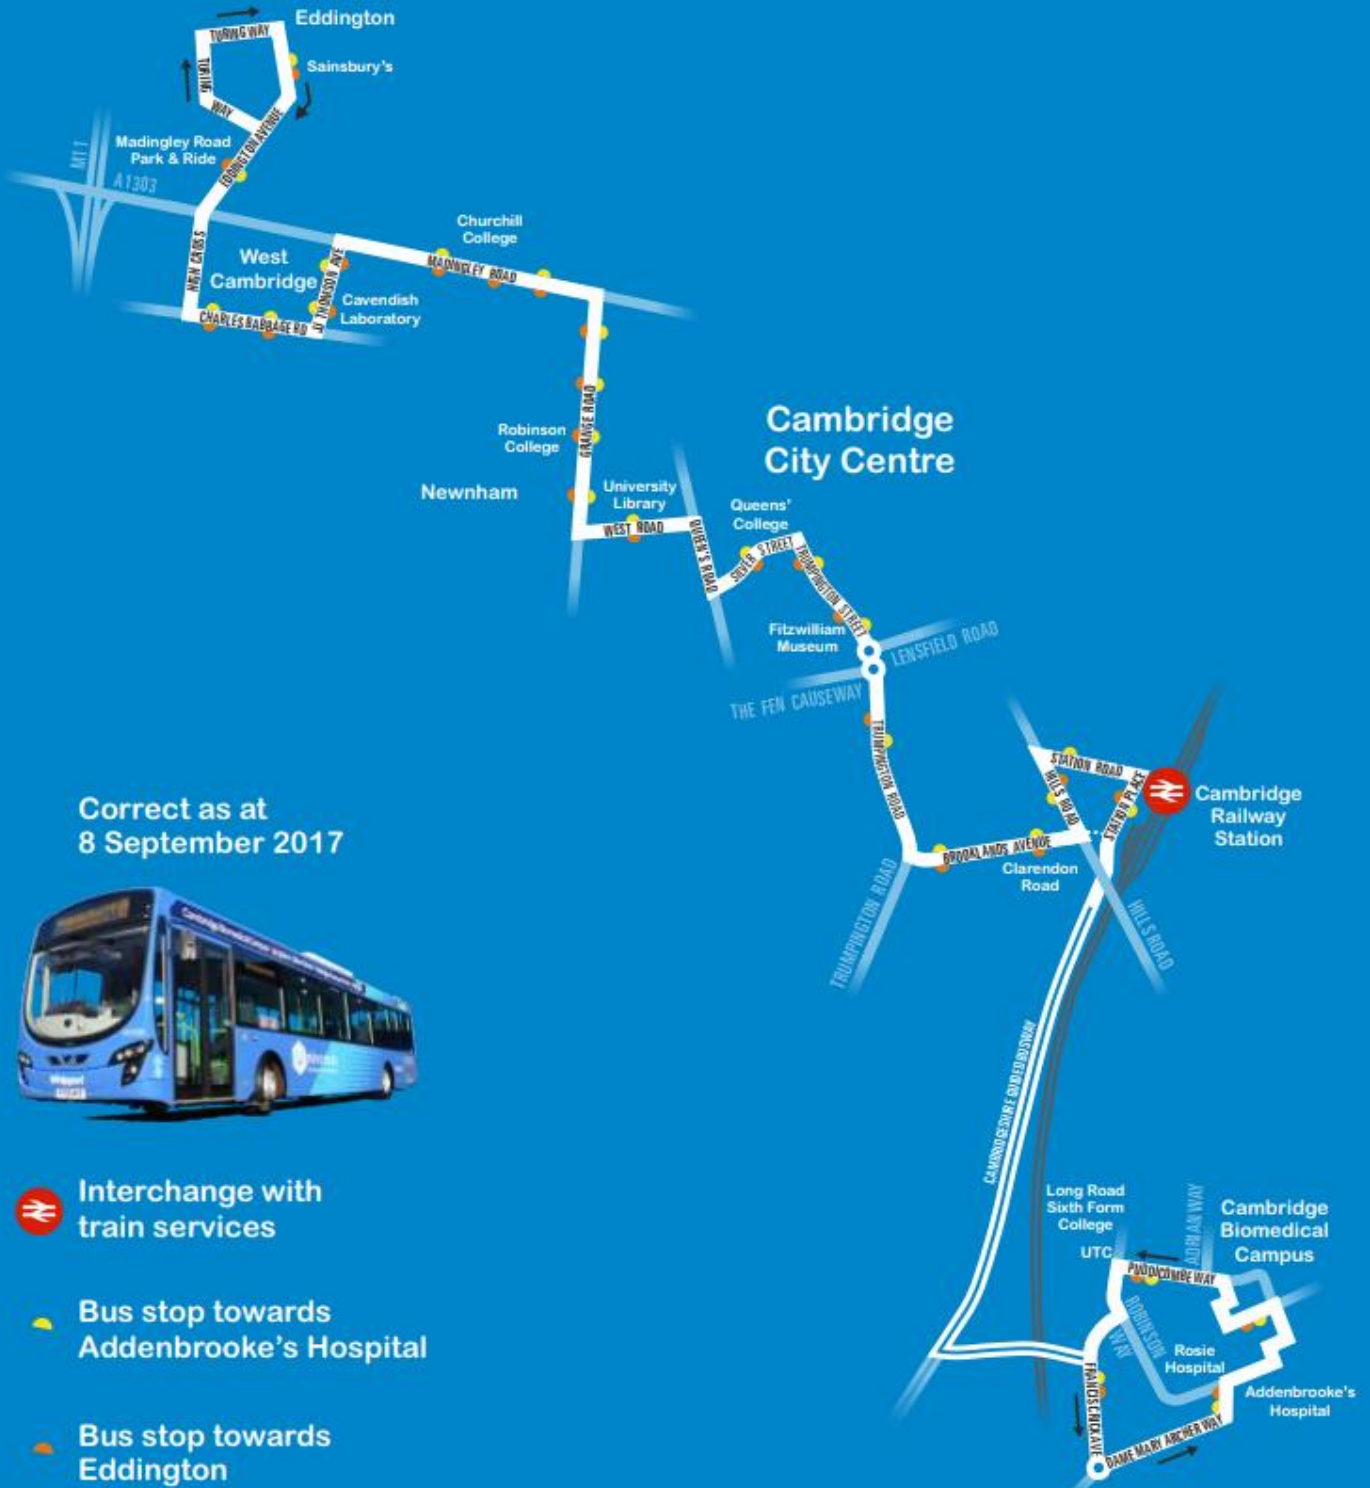 Eddington
TURING WAY
Sainsbury's
TURING
WAY
EDDINGTON AVENUE
Madingley Road
Park & Ride
M11
A1303
HIGH CROSS
West
Cambridge
CHARLES BABBAGE RD
JJ THOMSON AVE
Cavendish
Laboratory
Churchill
College
MADINGLEY ROAD
GRANGE ROAD
Robinson
College
Newnham
University
Library
WEST ROAD
QUEEN'S ROAD
Cambridge
City Centre
Queens'
College
SILVER STREET
TRUMPINGTON STREET
Fitzwilliam
Museum
LENSFIELD ROAD
THE FEN CAUSEWAY
TRUMPINGTON ROAD
TRUMPINGTON ROAD
BROOKLANDS AVENUE
Clarendon
Road
STATION ROAD
HILLS ROAD
STATION PLACE
Cambridge
Railway
Station
HILLS ROAD
CAMBRIDGESHIRE GUIDED BUSWAY
Long Road
Sixth Form
College
UTC
ADRIAN WAY
Cambridge
Biomedical
Campus
PUDDICOMBE WAY
ROBINSON
WAY
Rosie
Hospital
FRANCIS CRICK AVE
Addenbrooke's
Hospital
DAME MARY ARCHER WAY
Correct as at
8 September 2017
Interchange with
train services
Bus stop towards
Addenbrooke's Hospital
Bus stop towards
Eddington